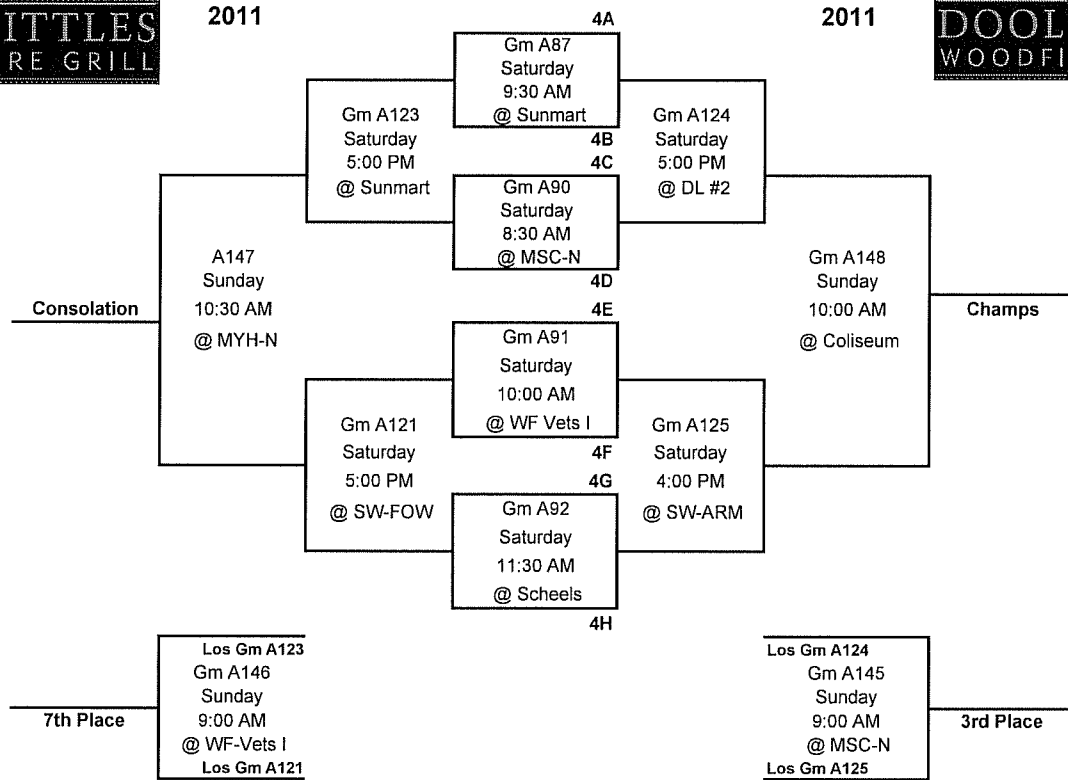 ITTLES
RE GRILL
2011
2011
DOOL
WOODFI
4A
Gm A87
Saturday
9:30 AM
@ Sunmart
4B
Gm A123
Saturday
5:00 PM
@ Sunmart
Gm A124
Saturday
5:00 PM
@ DL #2
4C
Gm A90
Saturday
8:30 AM
@ MSC-N
4D
A147
Sunday
10:30 AM
@ MYH-N
Consolation
Gm A148
Sunday
10:00 AM
@ Coliseum
Champs
4E
Gm A91
Saturday
10:00 AM
@ WF Vets I
4F
Gm A121
Saturday
5:00 PM
@ SW-FOW
Gm A125
Saturday
4:00 PM
@ SW-ARM
4G
Gm A92
Saturday
11:30 AM
@ Scheels
4H
Los Gm A123
Gm A146
Sunday
9:00 AM
@ WF-Vets I
Los Gm A121
7th Place
Los Gm A124
Gm A145
Sunday
9:00 AM
@ MSC-N
Los Gm A125
3rd Place